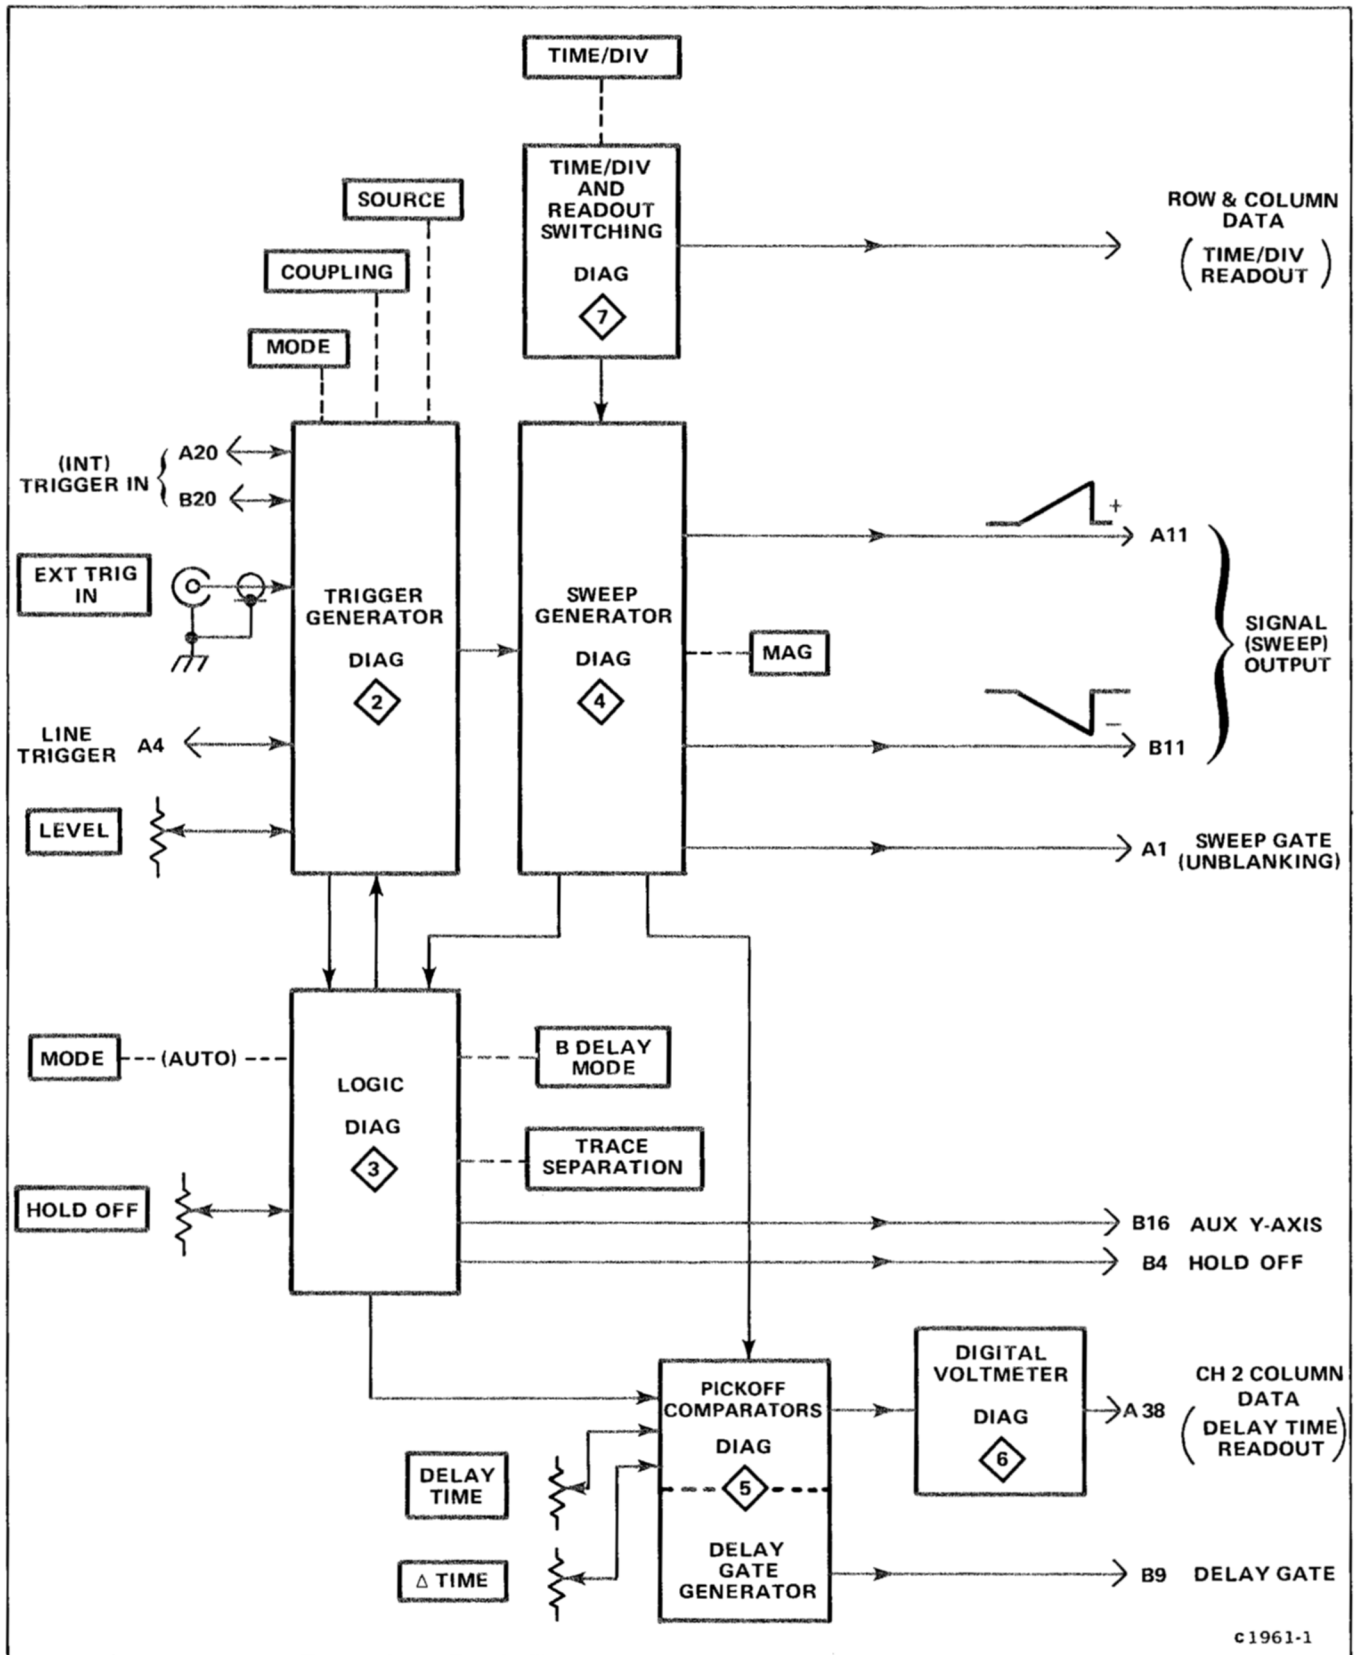 TIME/DIV
TIME/DIV
AND
READOUT
SWITCHING
DIAG
7
ROW & COLUMN
DATA
(TIME/DIV
READOUT)
SOURCE
COUPLING
MODE
(INT)
TRIGGER IN
A20
B20
EXT TRIG
IN
LINE
TRIGGER
A4
LEVEL
TRIGGER
GENERATOR
DIAG
2
SWEEP
GENERATOR
DIAG
4
MAG
+
A11
−
B11
SIGNAL
(SWEEP)
OUTPUT
A1
SWEEP GATE
(UNBLANKING)
MODE
(AUTO)
HOLD OFF
LOGIC
DIAG
3
B DELAY
MODE
TRACE
SEPARATION
B16 AUX Y-AXIS
B4 HOLD OFF
PICKOFF
COMPARATORS
DIAG
5
DELAY
GATE
GENERATOR
DELAY
TIME
Δ TIME
DIGITAL
VOLTMETER
DIAG
6
A38
CH 2 COLUMN
DATA
(DELAY TIME
READOUT)
B9 DELAY GATE
c1961-1